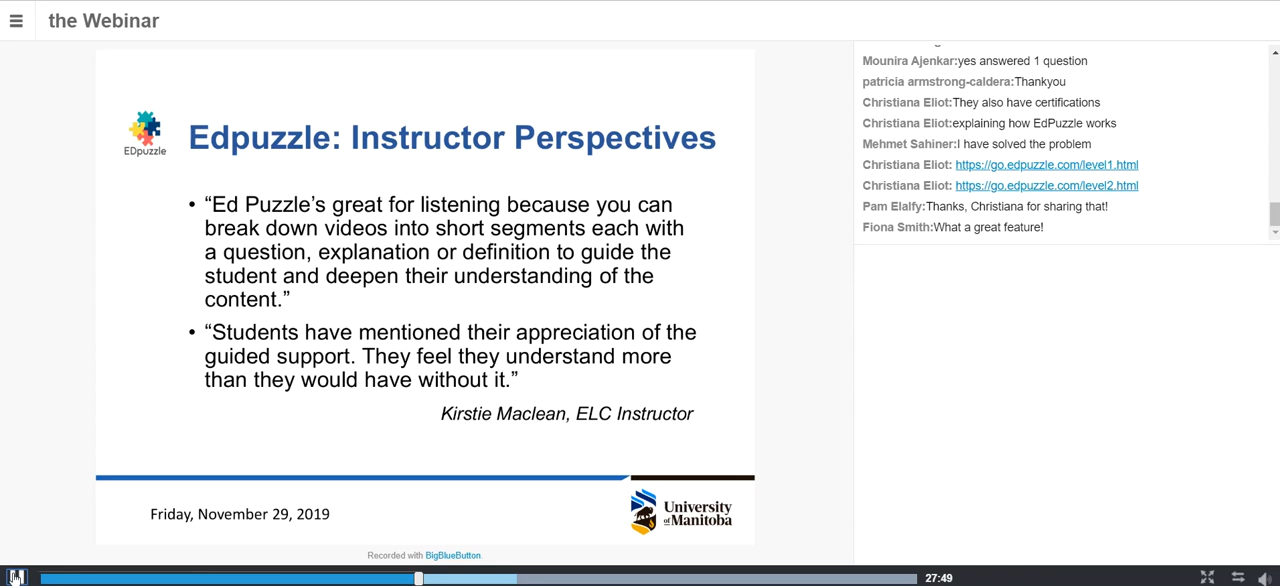 the Webinar
EDpuzzle
Edpuzzle: Instructor Perspectives
• “Ed Puzzle’s great for listening because you can
break down videos into short segments each with
a question, explanation or definition to guide the
student and deepen their understanding of the
content.”
• “Students have mentioned their appreciation of the
guided support. They feel they understand more
than they would have without it.”
Kirstie Maclean, ELC Instructor
Friday, November 29, 2019
University
of Manitoba
Recorded with BigBlueButton.
Mounira Ajenkar:yes answered 1 question
patricia armstrong-caldera:Thankyou
Christiana Eliot:They also have certifications
Christiana Eliot:explaining how EdPuzzle works
Mehmet Sahiner:I have solved the problem
Christiana Eliot: https://go.edpuzzle.com/level1.html
Christiana Eliot: https://go.edpuzzle.com/level2.html
Pam Elalfy:Thanks, Christiana for sharing that!
Fiona Smith:What a great feature!
27:49